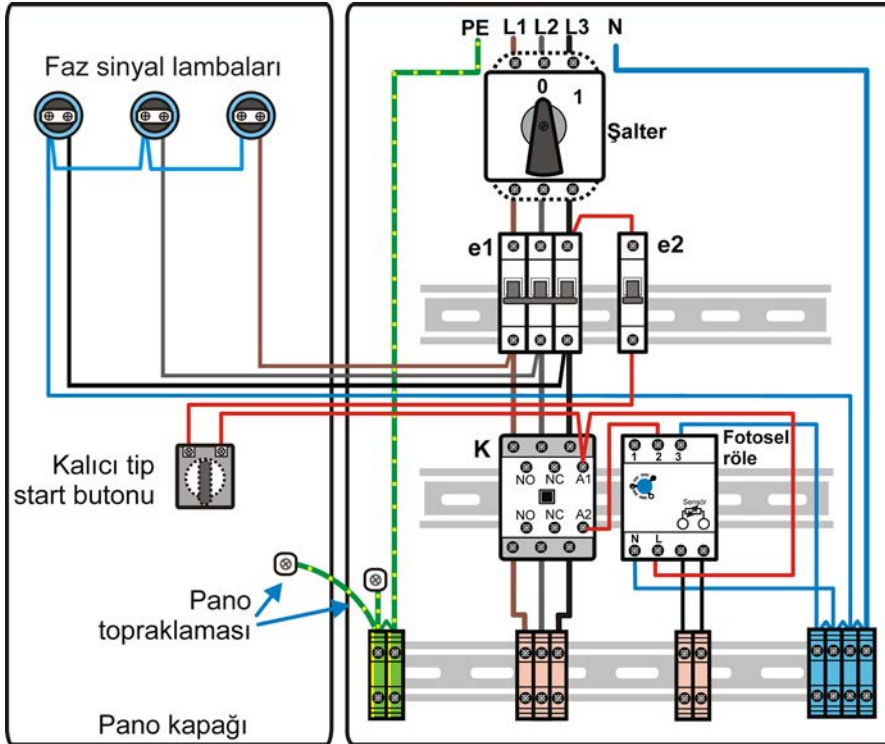 PE L1 L2 L3 N
Faz sinyal lambaları
0
1
Şalter
e1
e2
K
NO NC A1
NO NC A2
1 2 3
Fotosel
röle
Sensör
N L
Kalıcı tip
start butonu
Pano
topraklaması
Pano kapağı